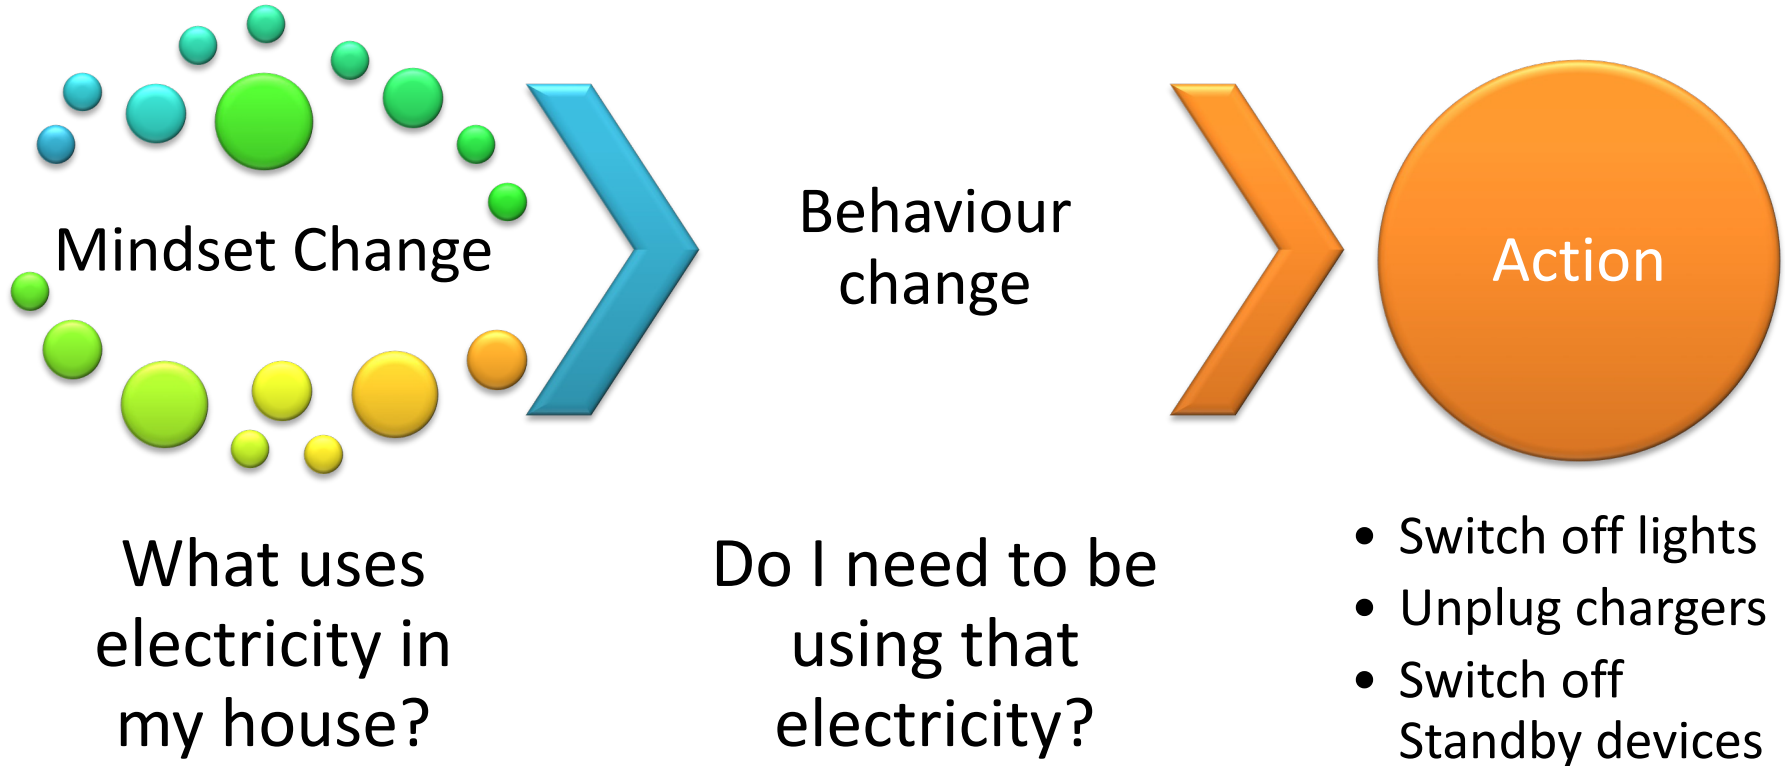 Mindset Change
Behaviour
change
Action
What uses
electricity in
my house?
Do I need to be
using that
electricity?
• Switch off lights
• Unplug chargers
• Switch off
Standby devices